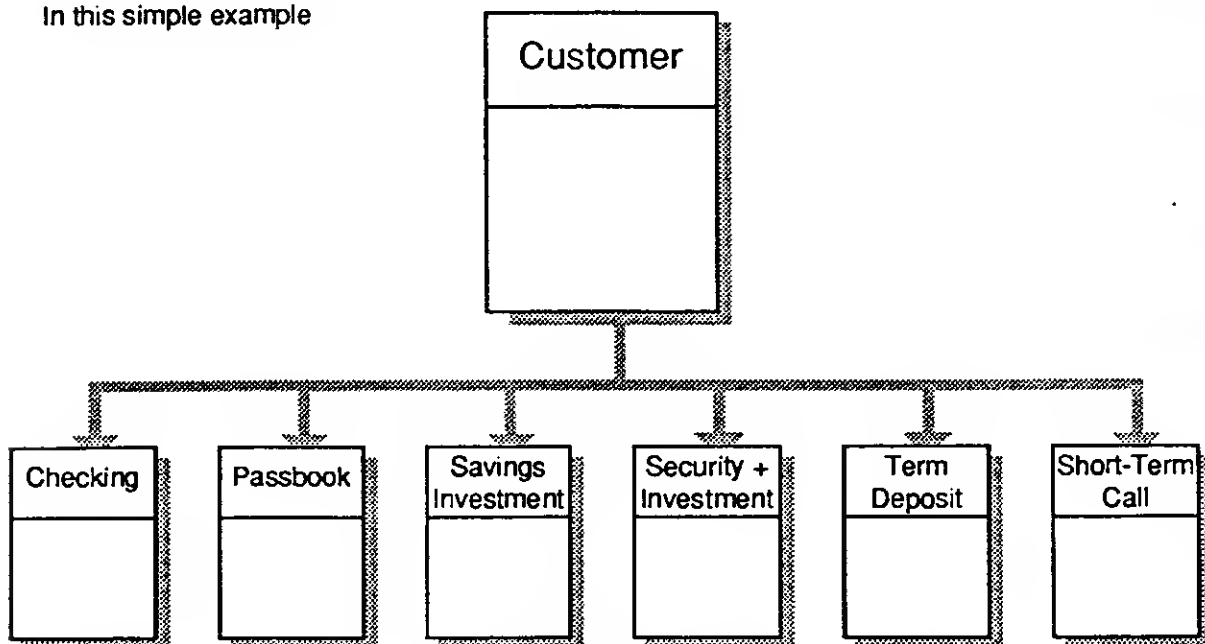 In this simple example
Customer
Checking
Passbook
Savings
Investment
Security +
Investment
Term
Deposit
Short-Term
Call